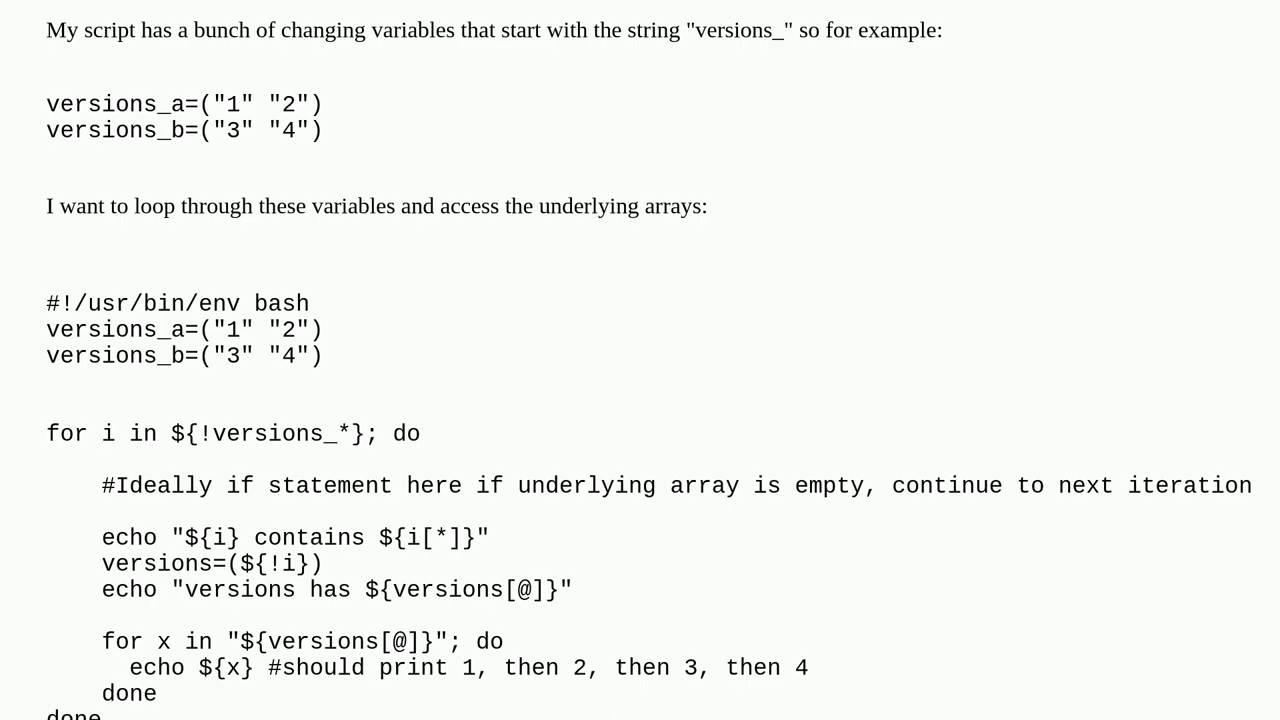 My script has a bunch of changing variables that start with the string "versions_" so for example:
versions_a=("1" "2")
versions_b=("3" "4")
I want to loop through these variables and access the underlying arrays:
#!/usr/bin/env bash
versions_a=("1" "2")
versions_b=("3" "4")
for i in ${!versions_*}; do
    #Ideally if statement here if underlying array is empty, continue to next iteration
    echo "${i} contains ${i[*]}"
    versions=(${!i})
    echo "versions has ${versions[@]}"
    for x in "${versions[@]}"; do
      echo ${x} #should print 1, then 2, then 3, then 4
    done
done